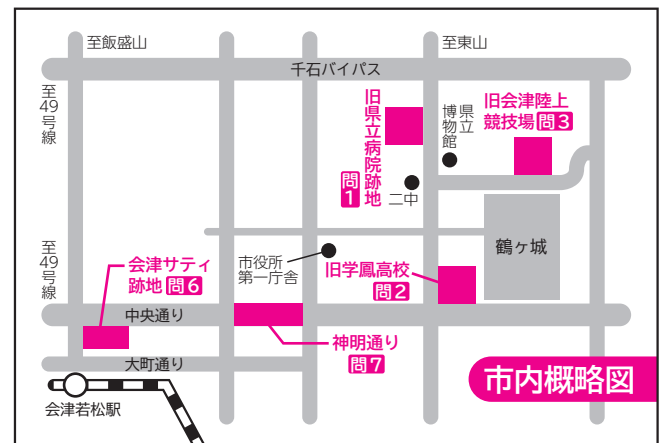 至飯盛山
至東山
千石バイパス
至49号線
旧県立病院跡地
問1
県立博物館
旧会津陸上
競技場問3
二中
至49号線
会津サティ
跡地問6
市役所
第一庁舎
旧学鳳高校
問2
鶴ヶ城
中央通り
神明通り
問7
大町通り
会津若松駅
市内概略図